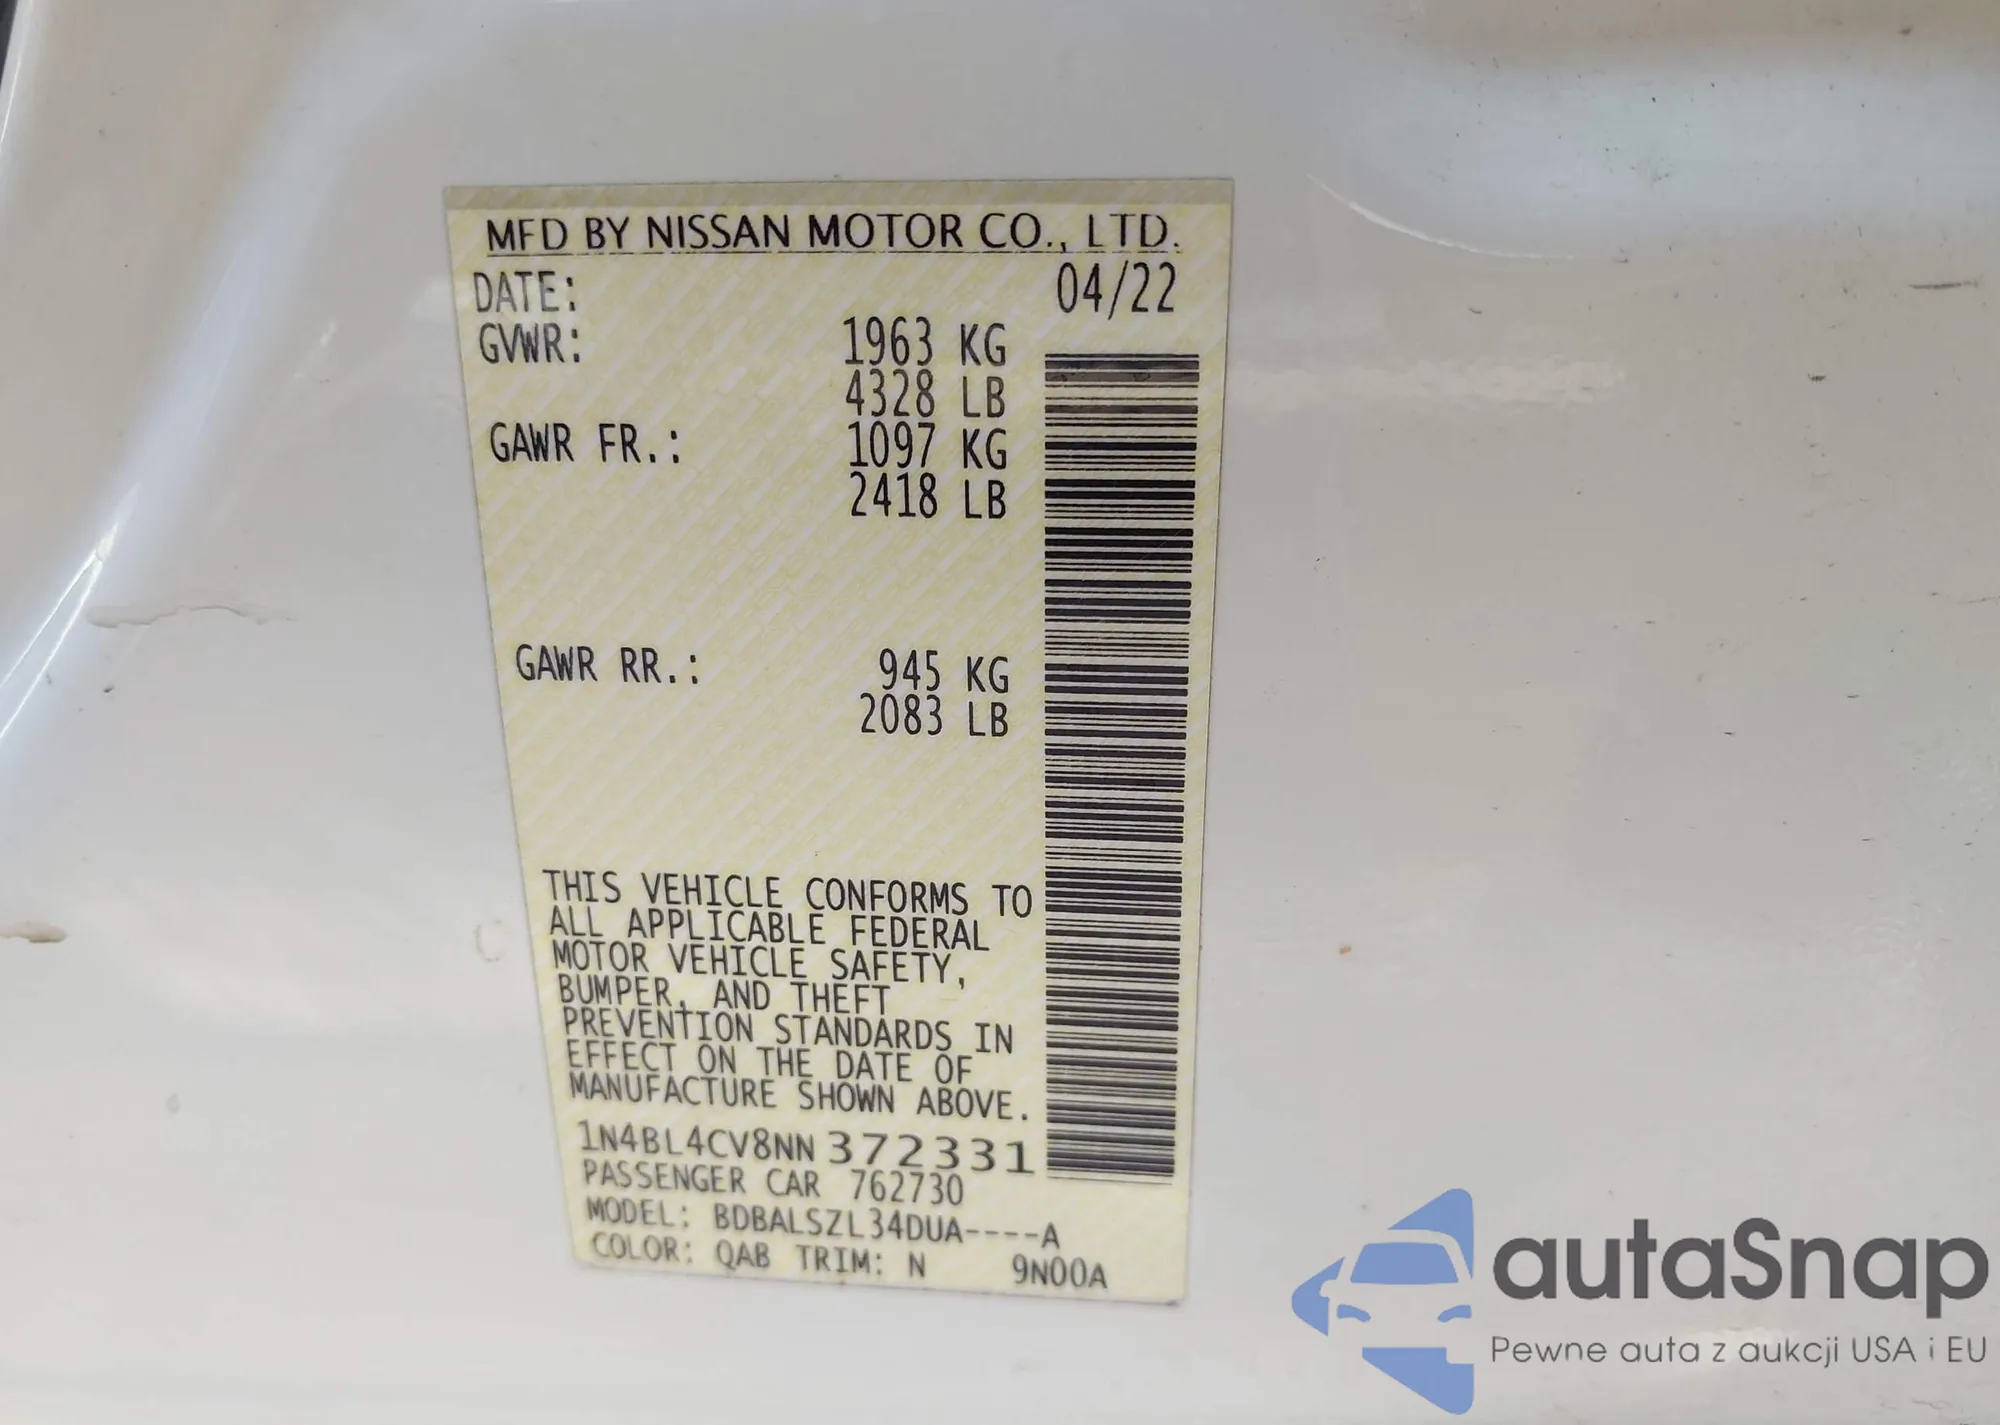 MFD BY NISSAN MOTOR CO., LTD.
DATE: 04/22
GVWR: 1963 KG
4328 LB
GAWR FR.: 1097 KG
2418 LB
GAWR RR.: 945 KG
2083 LB
THIS VEHICLE CONFORMS TO
ALL APPLICABLE FEDERAL
MOTOR VEHICLE SAFETY,
BUMPER, AND THEFT
PREVENTION STANDARDS IN
EFFECT ON THE DATE OF
MANUFACTURE SHOWN ABOVE.
1N4BL4CV8NN372331
PASSENGER CAR 762730
MODEL: BDBALSZL34DUA----A
COLOR: QAB TRIM: N 9N00A
autaSnap
Pewne auta z aukcji USA i EU